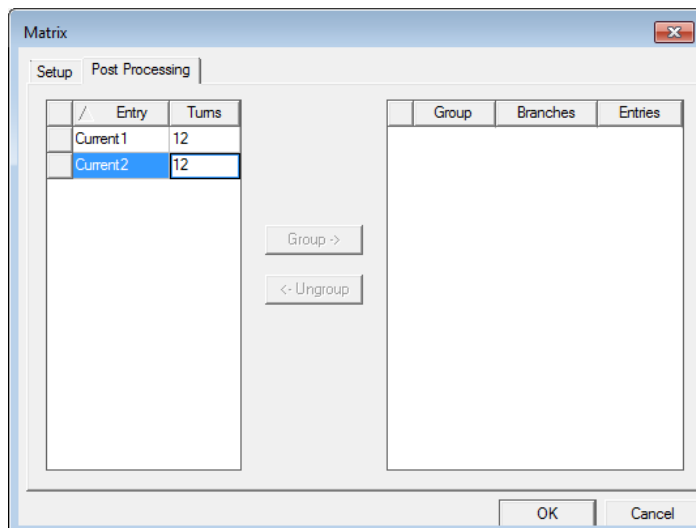 Matrix
Setup Post Processing
Entry Turns
Current1 12
Current2 12
Group Branches Entries
Group ->
<- Ungroup
OK Cancel